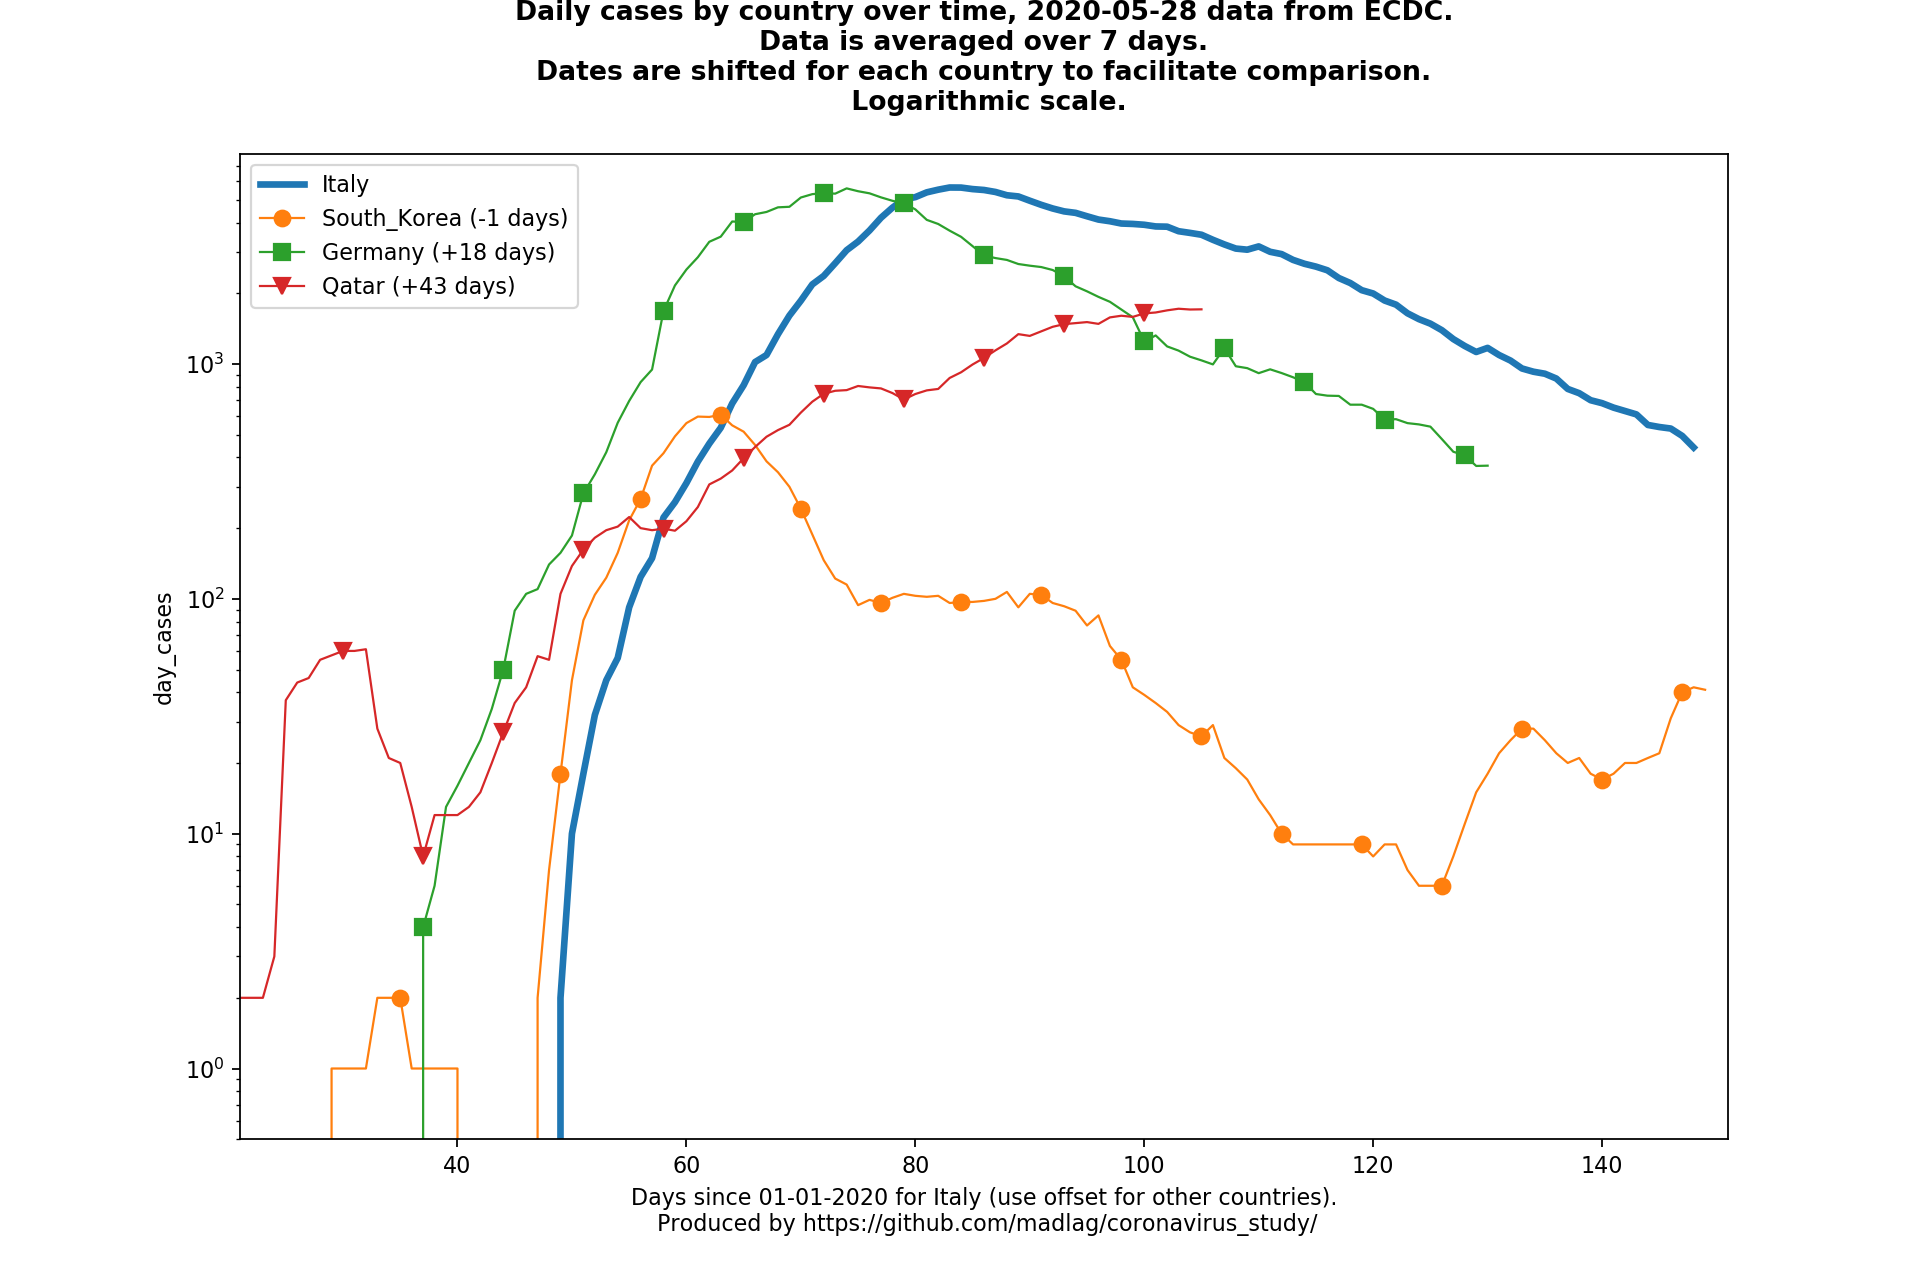 Daily cases by country over time, 2020-05-28 data from ECDC.
Data is averaged over 7 days.
Dates are shifted for each country to facilitate comparison.
Logarithmic scale.
Italy
South_Korea (-1 days)
Germany (+18 days)
Qatar (+43 days)
day_cases
10³
10²
10¹
10⁰
40 60 80 100 120 140
Days since 01-01-2020 for Italy (use offset for other countries).
Produced by https://github.com/madlag/coronavirus_study/